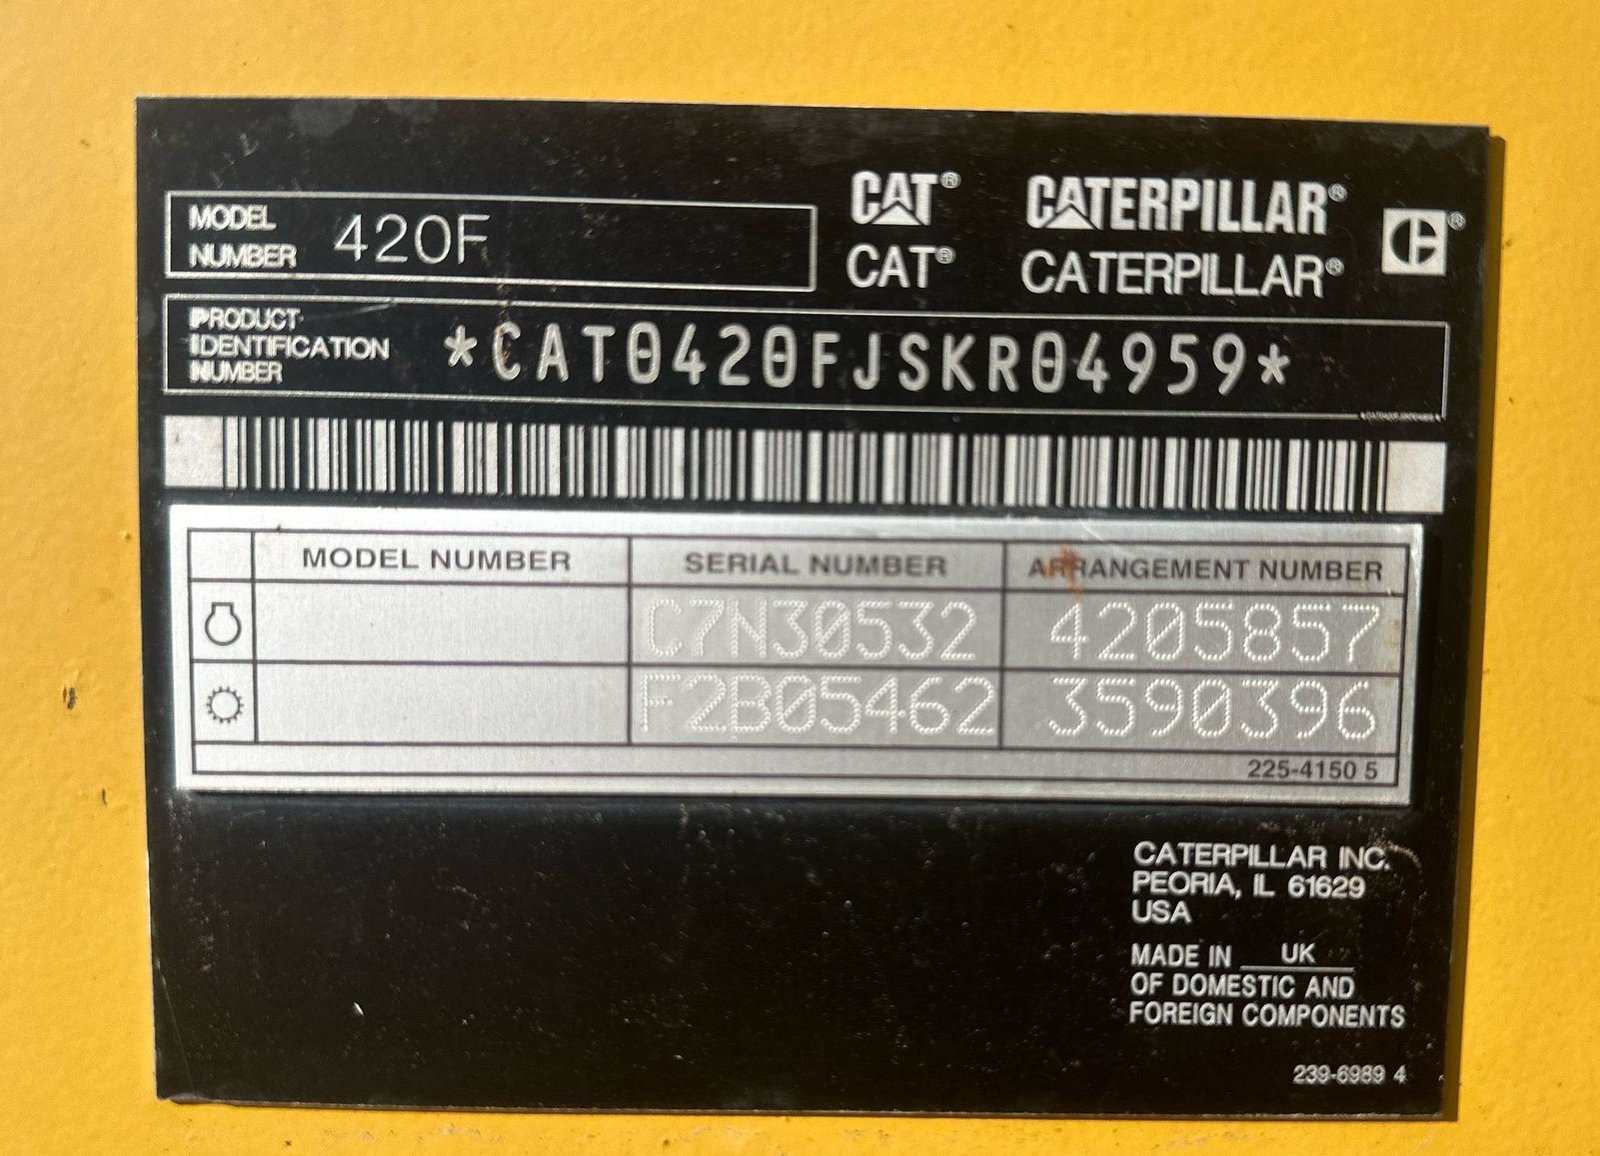 CAT® CATERPILLAR® ®
CAT® CATERPILLAR®
MODEL
NUMBER 420F
PRODUCT
IDENTIFICATION
NUMBER
*CAT0420FJSKR04959*
MODEL NUMBER SERIAL NUMBER ARRANGEMENT NUMBER
C7N30532 4205857
F2B05462 3590396
225-4150 5
CATERPILLAR INC.
PEORIA, IL 61629
USA
MADE IN UK
OF DOMESTIC AND
FOREIGN COMPONENTS
239-6989 4